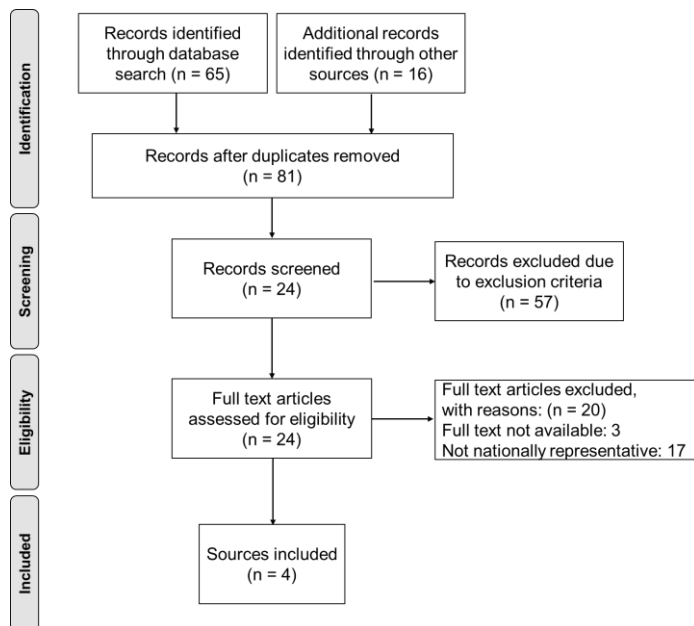 Identification
Records identified
through database
search (n = 65)
Additional records
identified through other
sources (n = 16)
Records after duplicates removed
(n = 81)
Screening
Records screened
(n = 24)
Records excluded due
to exclusion criteria
(n = 57)
Eligibility
Full text articles
assessed for eligibility
(n = 24)
Full text articles excluded,
with reasons: (n = 20)
Full text not available: 3
Not nationally representative: 17
Included
Sources included
(n = 4)